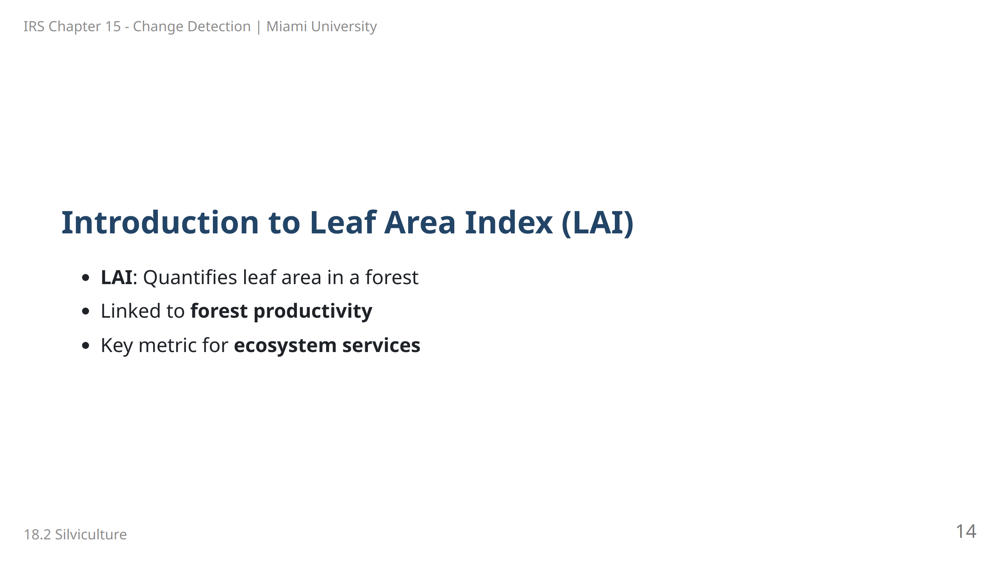 IRS Chapter 15 - Change Detection | Miami University
Introduction to Leaf Area Index (LAI)
• LAI: Quantifies leaf area in a forest
• Linked to forest productivity
• Key metric for ecosystem services
18.2 Silviculture
14